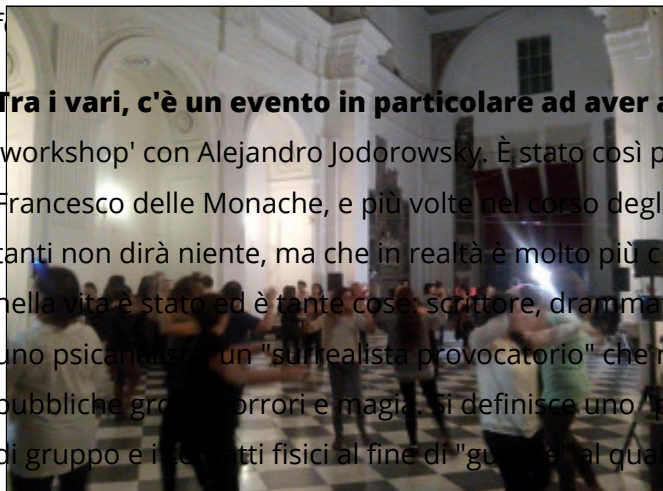 Tra i vari, c'è un evento in particolare ad aver a
workshop' con Alejandro Jodorowsky. È stato così p
Francesco delle Monache, e più volte nel corso degl
tanti non dirà niente, ma che in realtà è molto più c
nella vita è stato ed è tante cose: scrittore, dramma
uno psicanalista, un "surrealista provocatorio" che
pubbliche orrori e magia. Si definisce uno "p
di gruppo e i contatti fisici al fine di "guarire" al qua